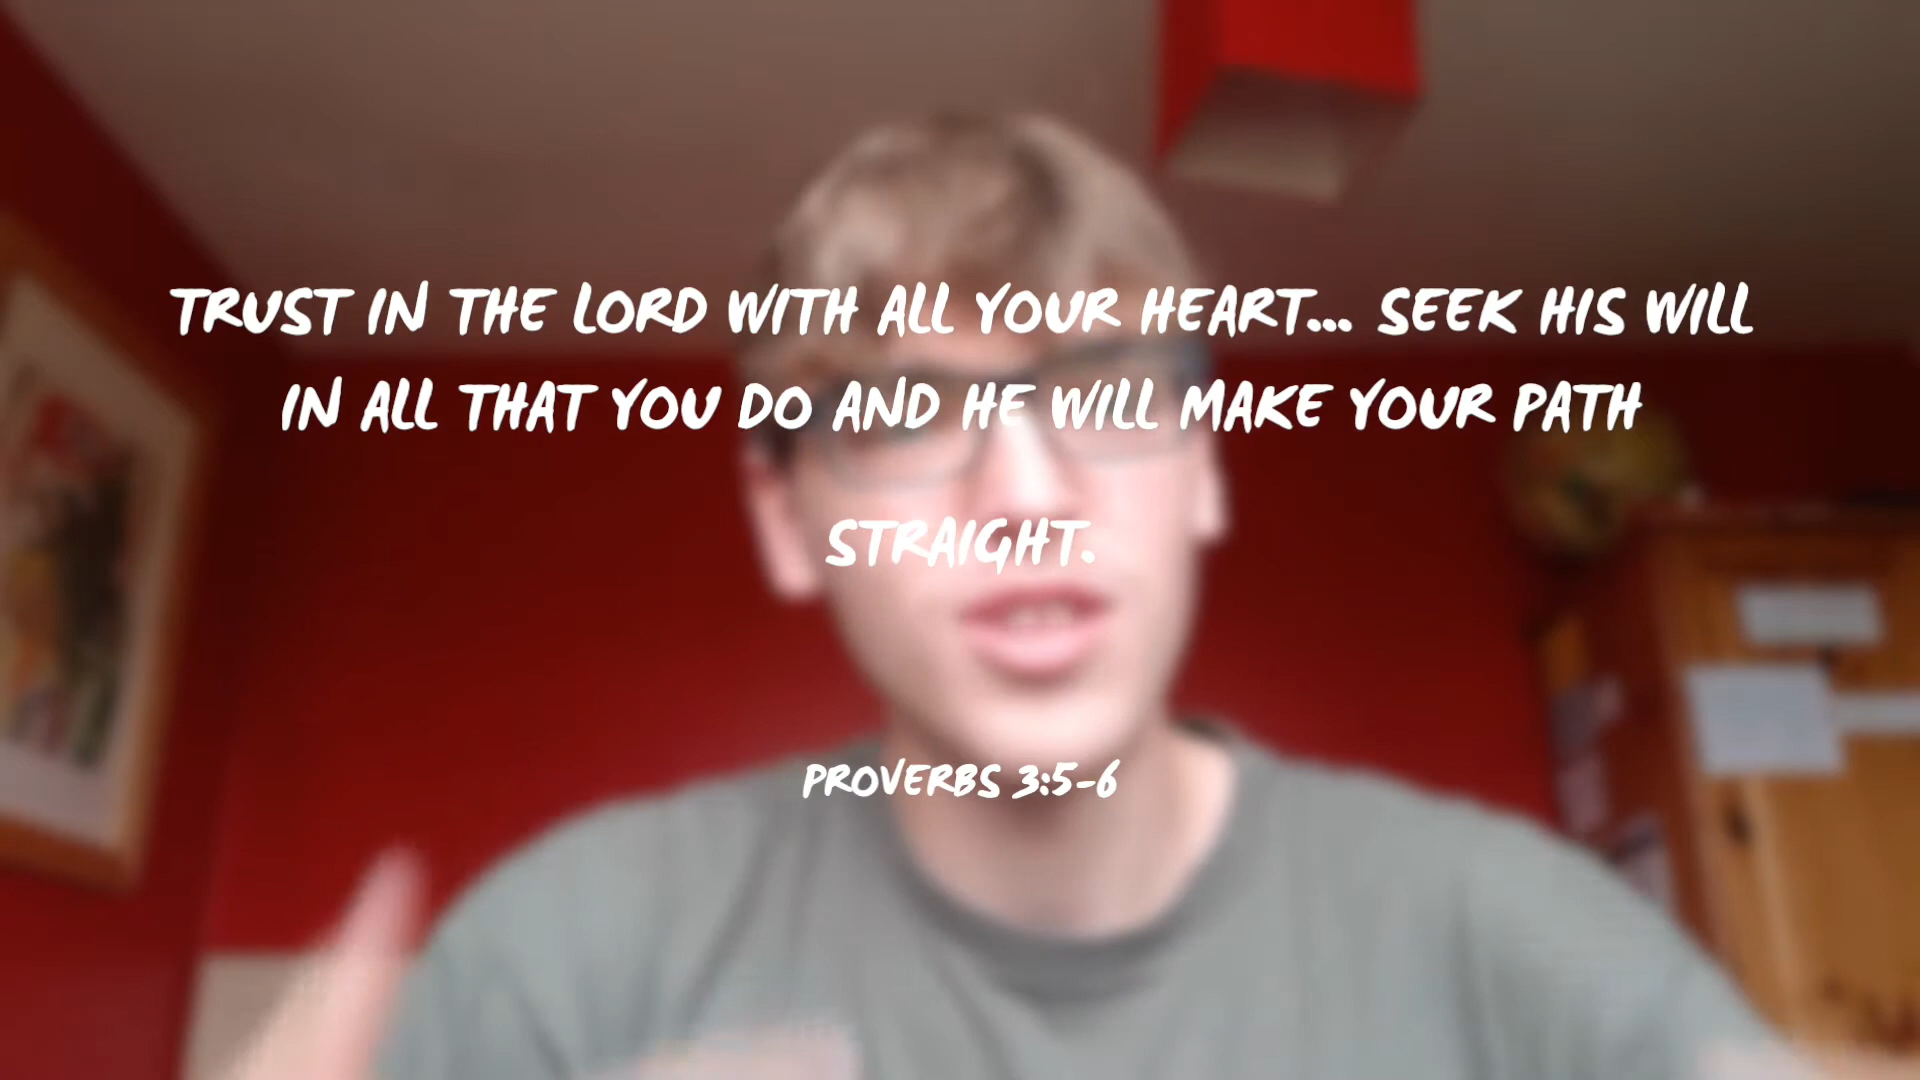 TRUST IN THE LORD WITH ALL YOUR HEART... SEEK HIS WILL
IN ALL THAT YOU DO AND HE WILL MAKE YOUR PATH
STRAIGHT.
PROVERBS 3:5-6